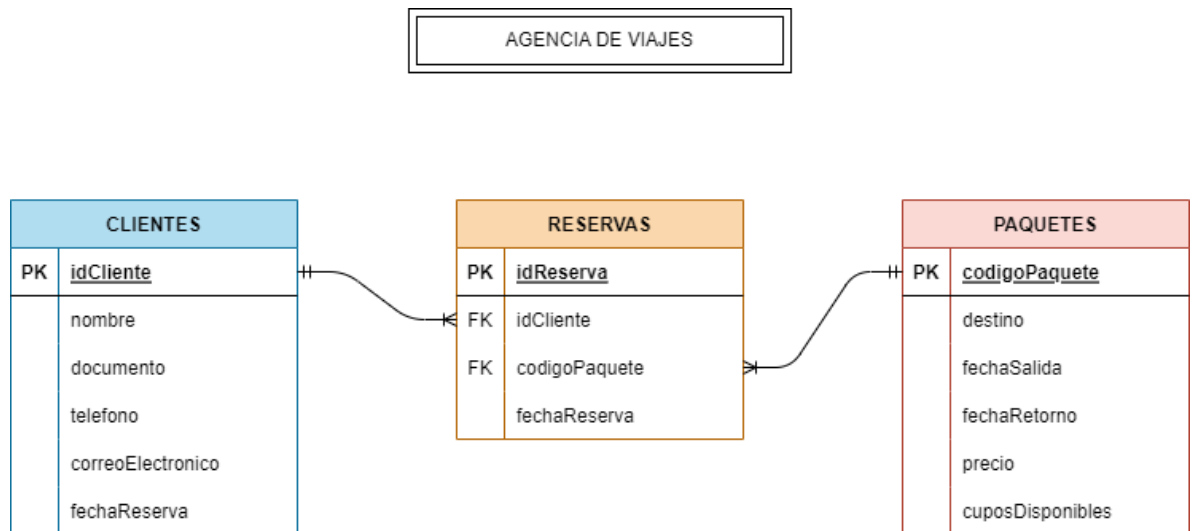 AGENCIA DE VIAJES
CLIENTES
PK idCliente
nombre
documento
telefono
correoElectronico
fechaReserva
RESERVAS
PK idReserva
FK idCliente
FK codigoPaquete
fechaReserva
PAQUETES
PK codigoPaquete
destino
fechaSalida
fechaRetorno
precio
cuposDisponibles